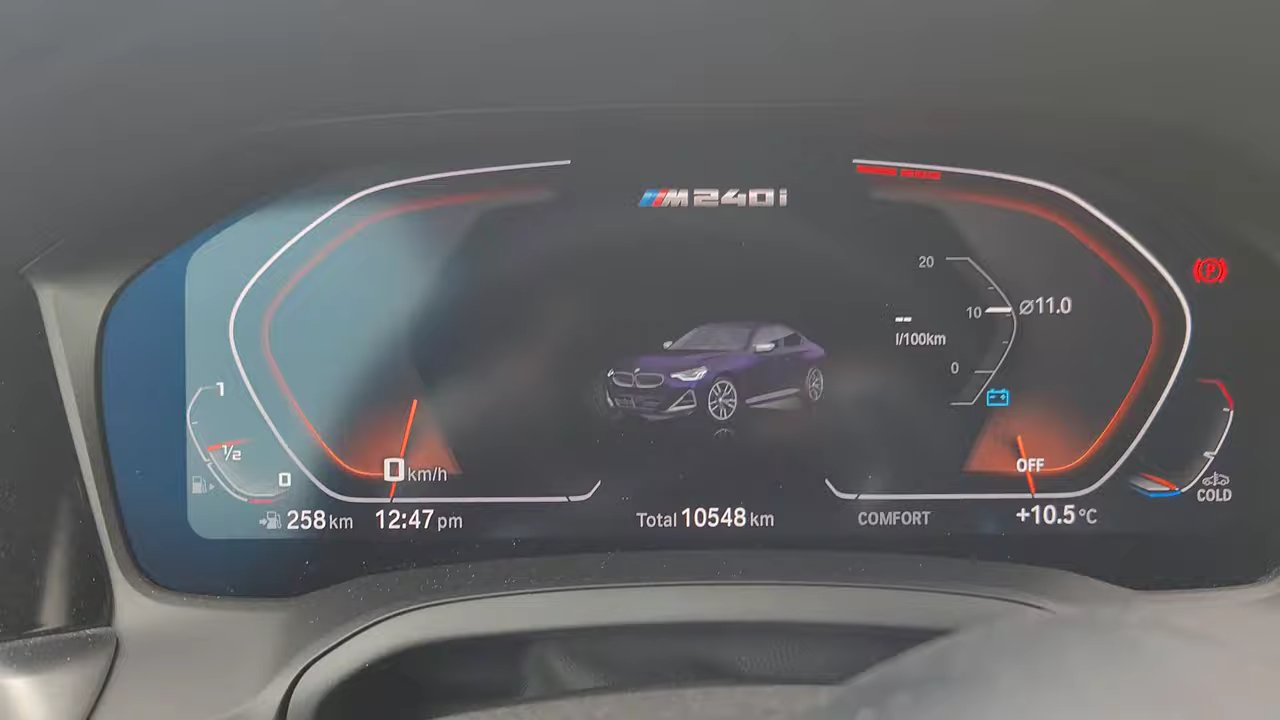 M240i
20
10
⌀11.0
--
l/100km
0
1
1/2
0
0 km/h
OFF
COLD
258 km
12:47 pm
Total 10548 km
COMFORT
+10.5 °C
P